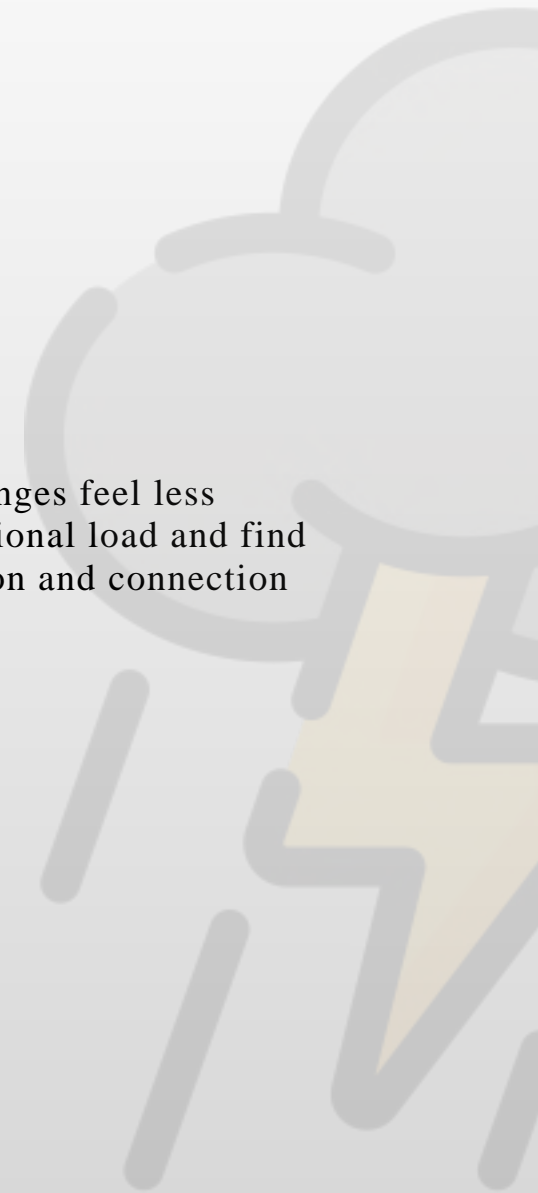 nges feel less
ional load and find
on and connection